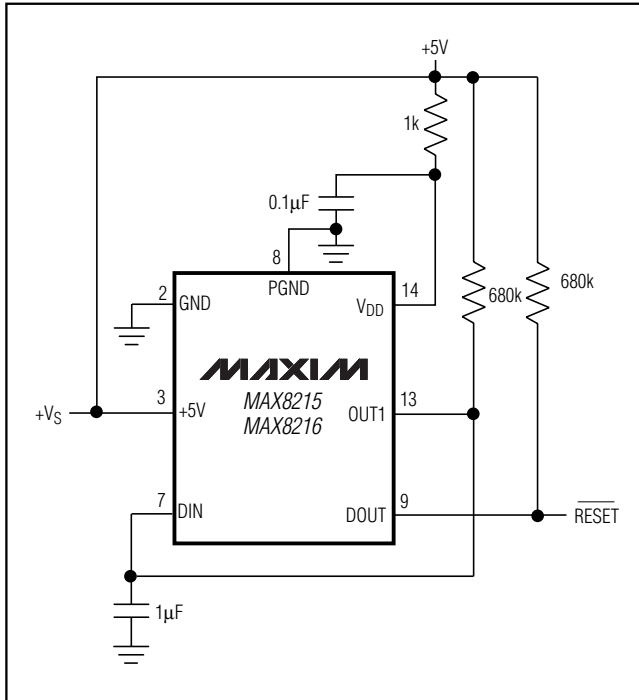 +5V
1k
0.1µF
8
PGND
2
GND
14
VDD
680k
680k
MAXIM
MAX8215
MAX8216
+VS
3
+5V
13
OUT1
7
DIN
9
DOUT
RESET
1µF